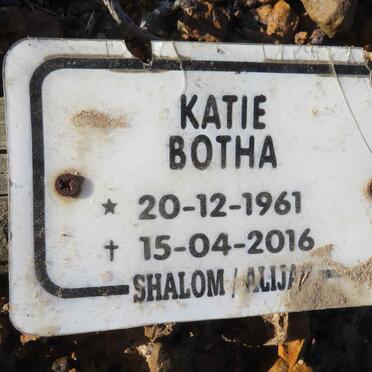 KATIE
BOTHA
* 20-12-1961
† 15-04-2016
SHALOM /